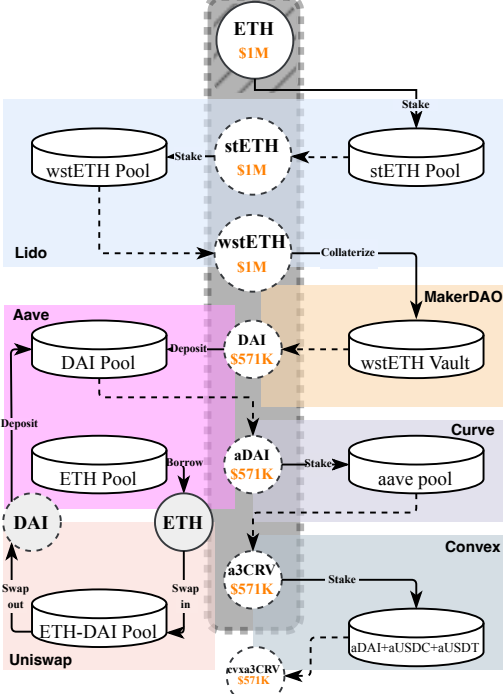 ETH
$1M
Stake
stETH
$1M
Stake
wstETH Pool
stETH Pool
wstETH
$1M
Collaterize
Lido
MakerDAO
Aave
DAI
$571K
Deposit
DAI Pool
wstETH Vault
Deposit
Curve
aDAI
$571K
Stake
Borrow
ETH Pool
aave pool
DAI
ETH
Convex
a3CRV
$571K
Stake
Swap
out
Swap
in
ETH-DAI Pool
aDAI+aUSDC+aUSDT
Uniswap
cvxa3CRV
$571K